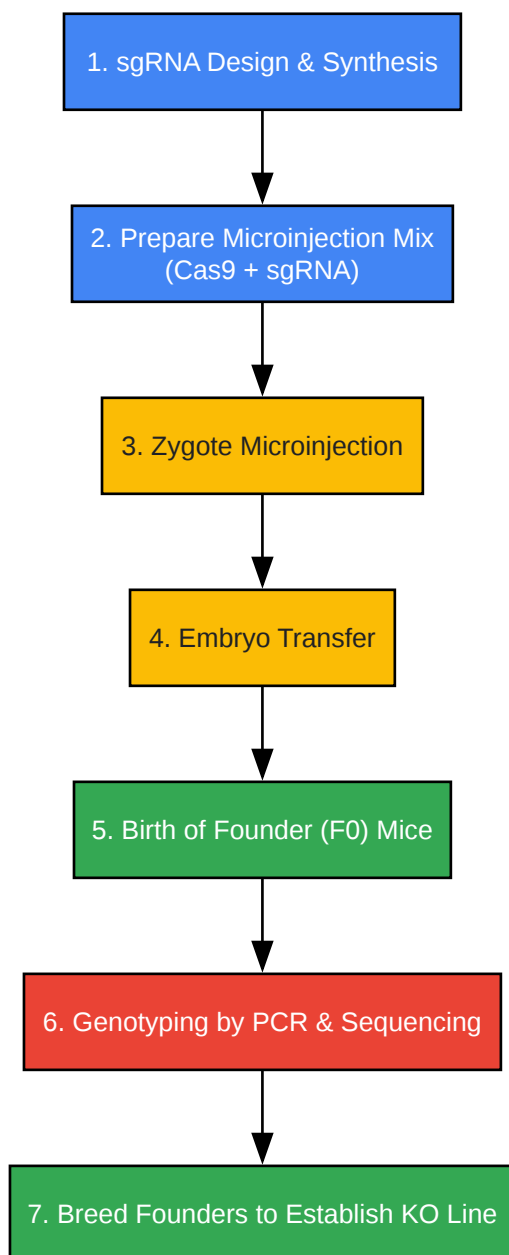 1. sgRNA Design & Synthesis
2. Prepare Microinjection Mix
(Cas9 + sgRNA)
3. Zygote Microinjection
4. Embryo Transfer
5. Birth of Founder (F0) Mice
6. Genotyping by PCR & Sequencing
7. Breed Founders to Establish KO Line